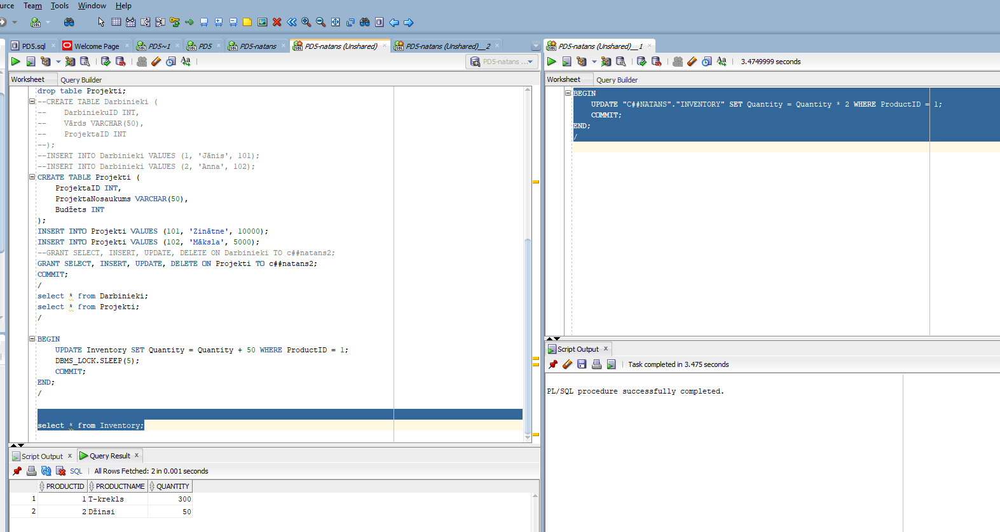 ource Team Tools Window Help
PD5.sql Welcome Page PD5~1 PD5 PD5-natans PD5-natans (Unshared) PD5-natans (Unshared)__2
PD5-natans ...
Worksheet Query Builder
drop table Projekti;
--CREATE TABLE Darbinieki (
--    DarbiniekuID INT,
--    Vārds VARCHAR(50),
--    ProjektaID INT
--);
--INSERT INTO Darbinieki VALUES (1, 'Jānis', 101);
--INSERT INTO Darbinieki VALUES (2, 'Anna', 102);
CREATE TABLE Projekti (
    ProjektaID INT,
    ProjektaNosaukums VARCHAR(50),
    Budžets INT
);
INSERT INTO Projekti VALUES (101, 'Zinātne', 10000);
INSERT INTO Projekti VALUES (102, 'Māksla', 5000);
--GRANT SELECT, INSERT, UPDATE, DELETE ON Darbinieki TO c##natans2;
GRANT SELECT, INSERT, UPDATE, DELETE ON Projekti TO c##natans2;
COMMIT;
/
select * from Darbinieki;
select * from Projekti;
/
BEGIN
    UPDATE Inventory SET Quantity = Quantity + 50 WHERE ProductID = 1;
    DBMS_LOCK.SLEEP(5);
    COMMIT;
END;
/
select * from Inventory;
Script Output x Query Result x
SQL All Rows Fetched: 2 in 0.001 seconds
PRODUCTID PRODUCTNAME QUANTITY
1 1 T-krekls 300
2 2 Džinsi 50
PD5-natans (Unshared)__1
3.4749999 seconds
Worksheet Query Builder
BEGIN
    UPDATE "C##NATANS"."INVENTORY" SET Quantity = Quantity * 2 WHERE ProductID = 1;
    COMMIT;
END;
/
Script Output x
Task completed in 3.475 seconds
PL/SQL procedure successfully completed.